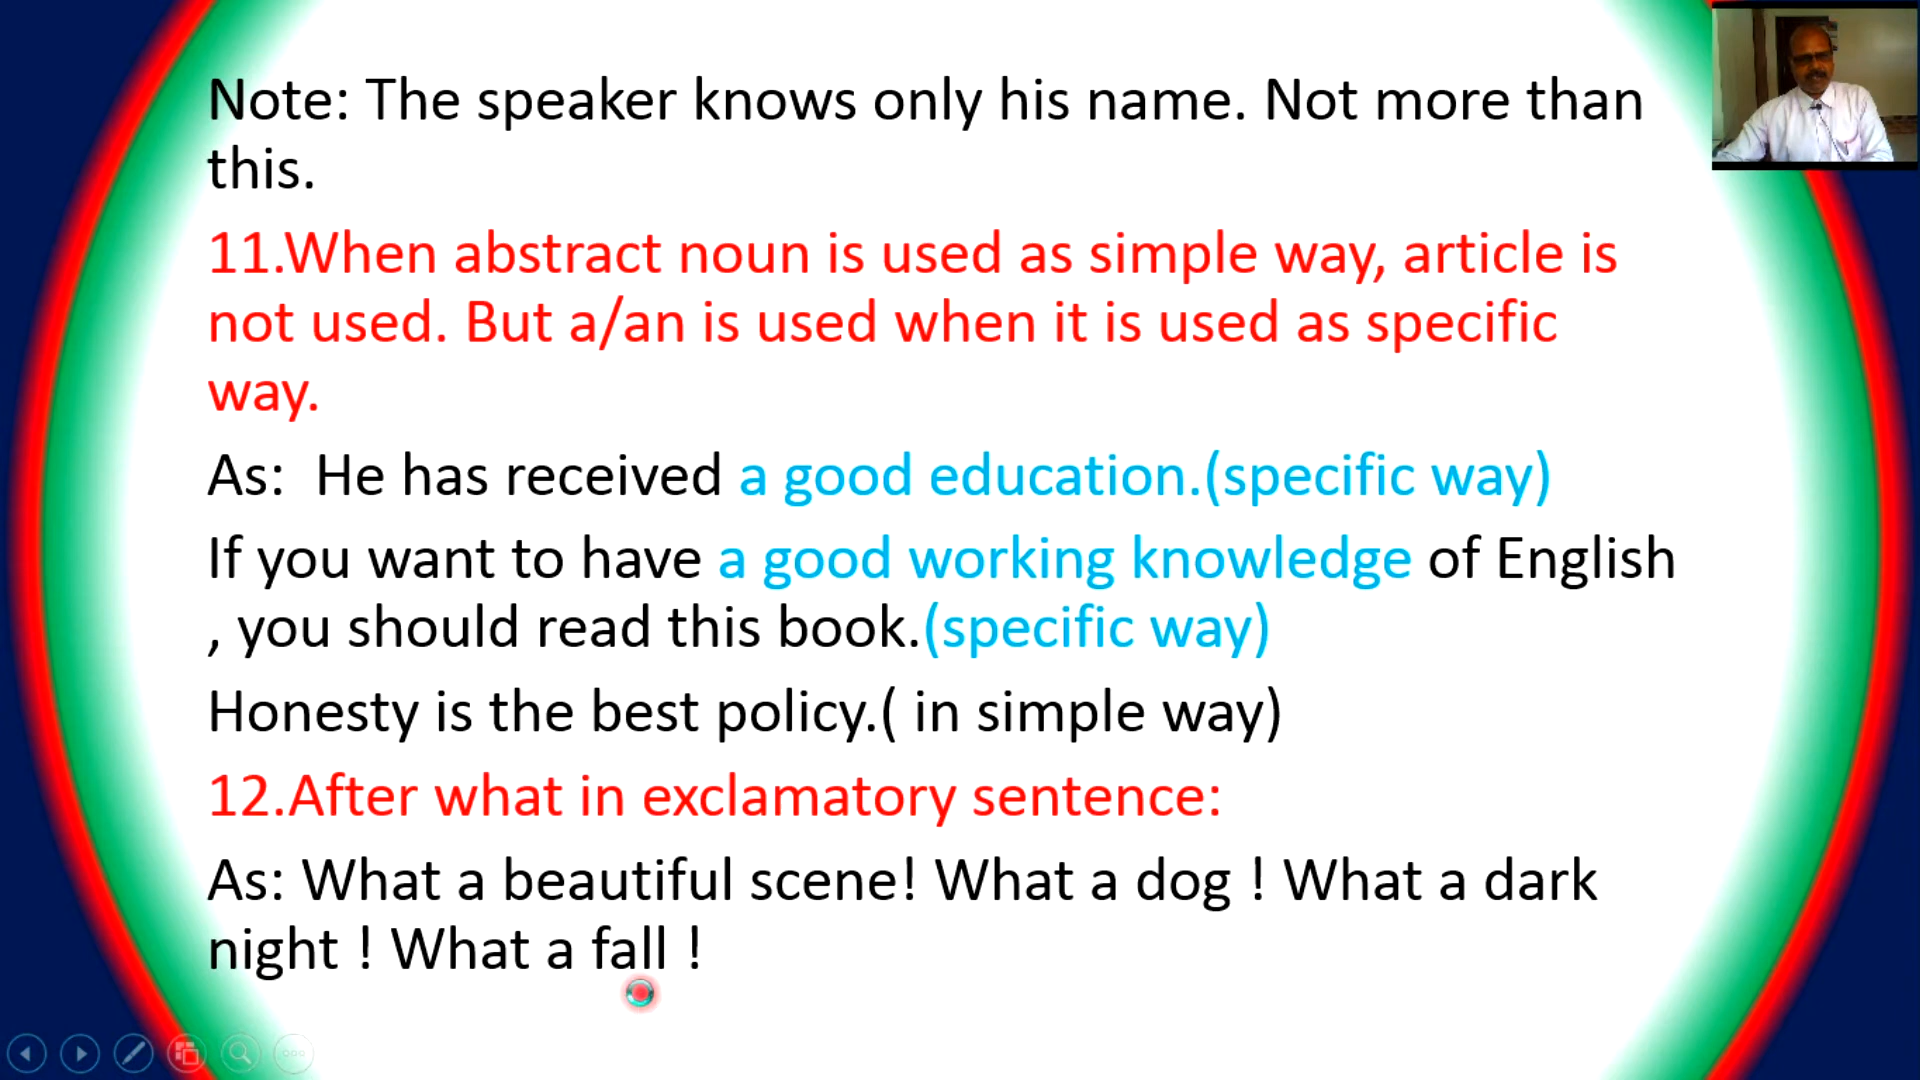 Note: The speaker knows only his name. Not more than
this.
11.When abstract noun is used as simple way, article is
not used. But a/an is used when it is used as specific
way.
As:  He has received a good education.(specific way)
If you want to have a good working knowledge of English
, you should read this book.(specific way)
Honesty is the best policy.( in simple way)
12.After what in exclamatory sentence:
As: What a beautiful scene! What a dog ! What a dark
night ! What a fall !